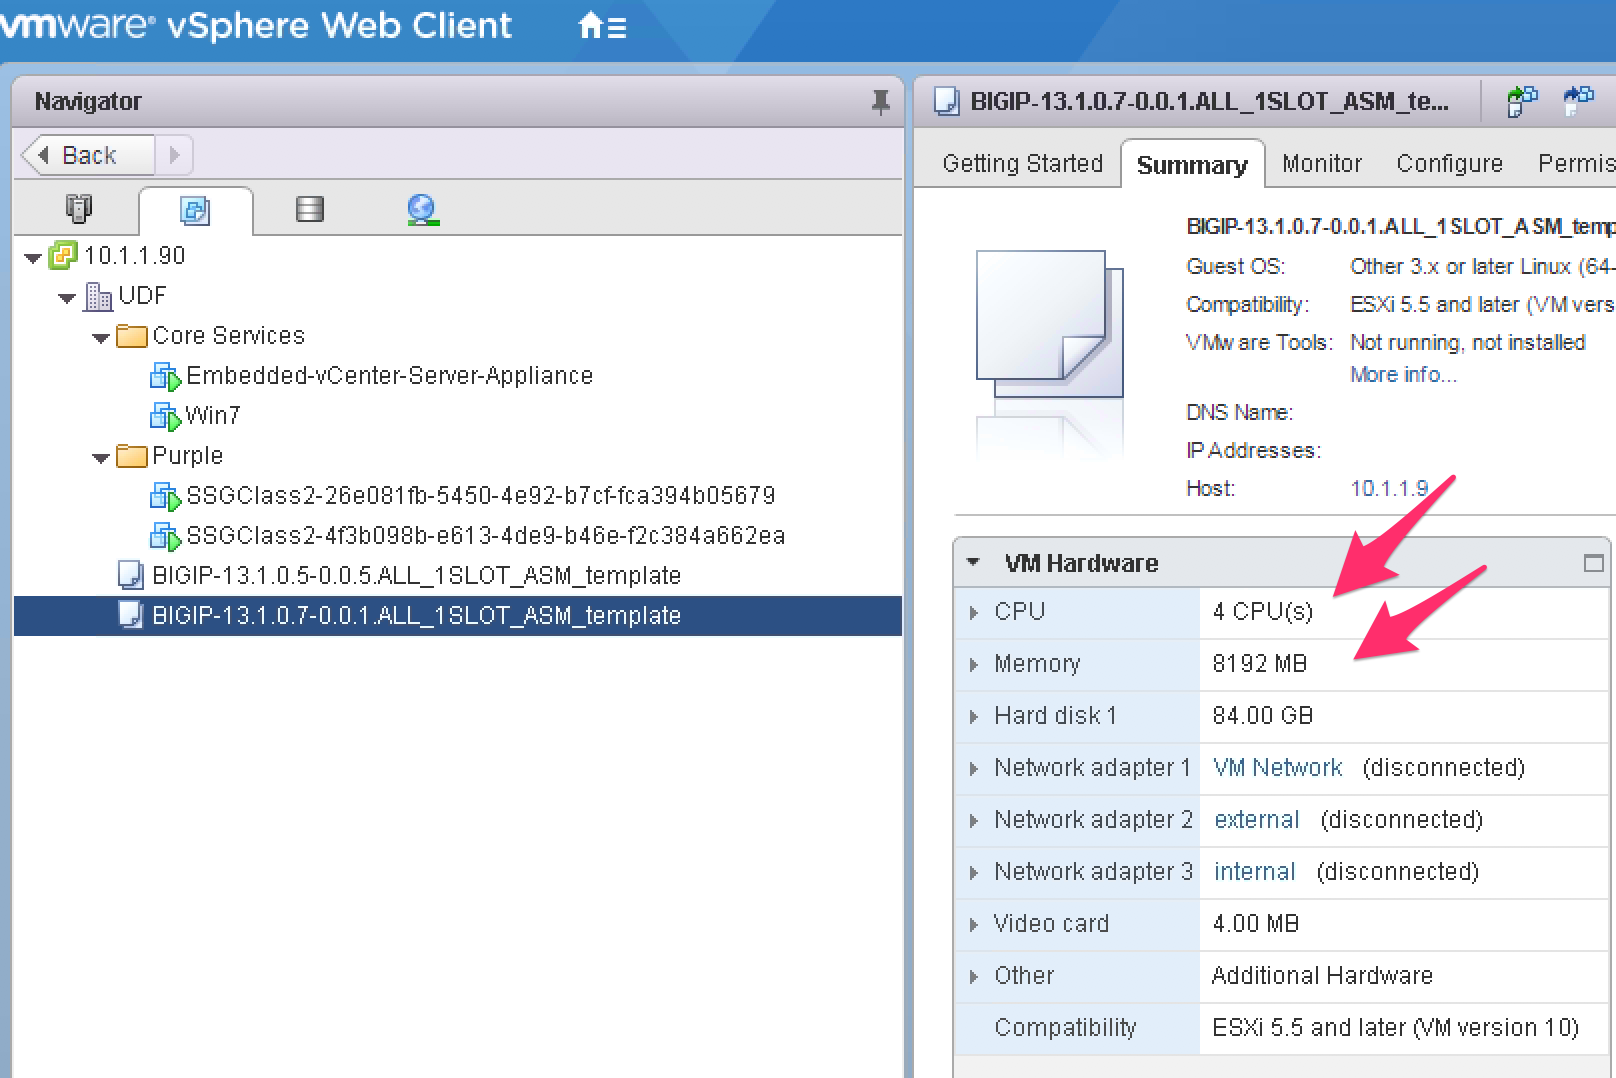 vmware® vSphere Web Client
Navigator
Back
10.1.1.90
UDF
Core Services
Embedded-vCenter-Server-Appliance
Win7
Purple
SSGClass2-26e081fb-5450-4e92-b7cf-fca394b05679
SSGClass2-4f3b098b-e613-4de9-b46e-f2c384a662ea
BIGIP-13.1.0.5-0.0.5.ALL_1SLOT_ASM_template
BIGIP-13.1.0.7-0.0.1.ALL_1SLOT_ASM_template
BIGIP-13.1.0.7-0.0.1.ALL_1SLOT_ASM_te...
Getting Started Summary Monitor Configure Permis
BIGIP-13.1.0.7-0.0.1.ALL_1SLOT_ASM_temp
Guest OS: Other 3.x or later Linux (64-
Compatibility: ESXi 5.5 and later (VM vers
VMware Tools: Not running, not installed
More info...
DNS Name:
IP Addresses:
Host: 10.1.1.9
VM Hardware
CPU 4 CPU(s)
Memory 8192 MB
Hard disk 1 84.00 GB
Network adapter 1 VM Network (disconnected)
Network adapter 2 external (disconnected)
Network adapter 3 internal (disconnected)
Video card 4.00 MB
Other Additional Hardware
Compatibility ESXi 5.5 and later (VM version 10)